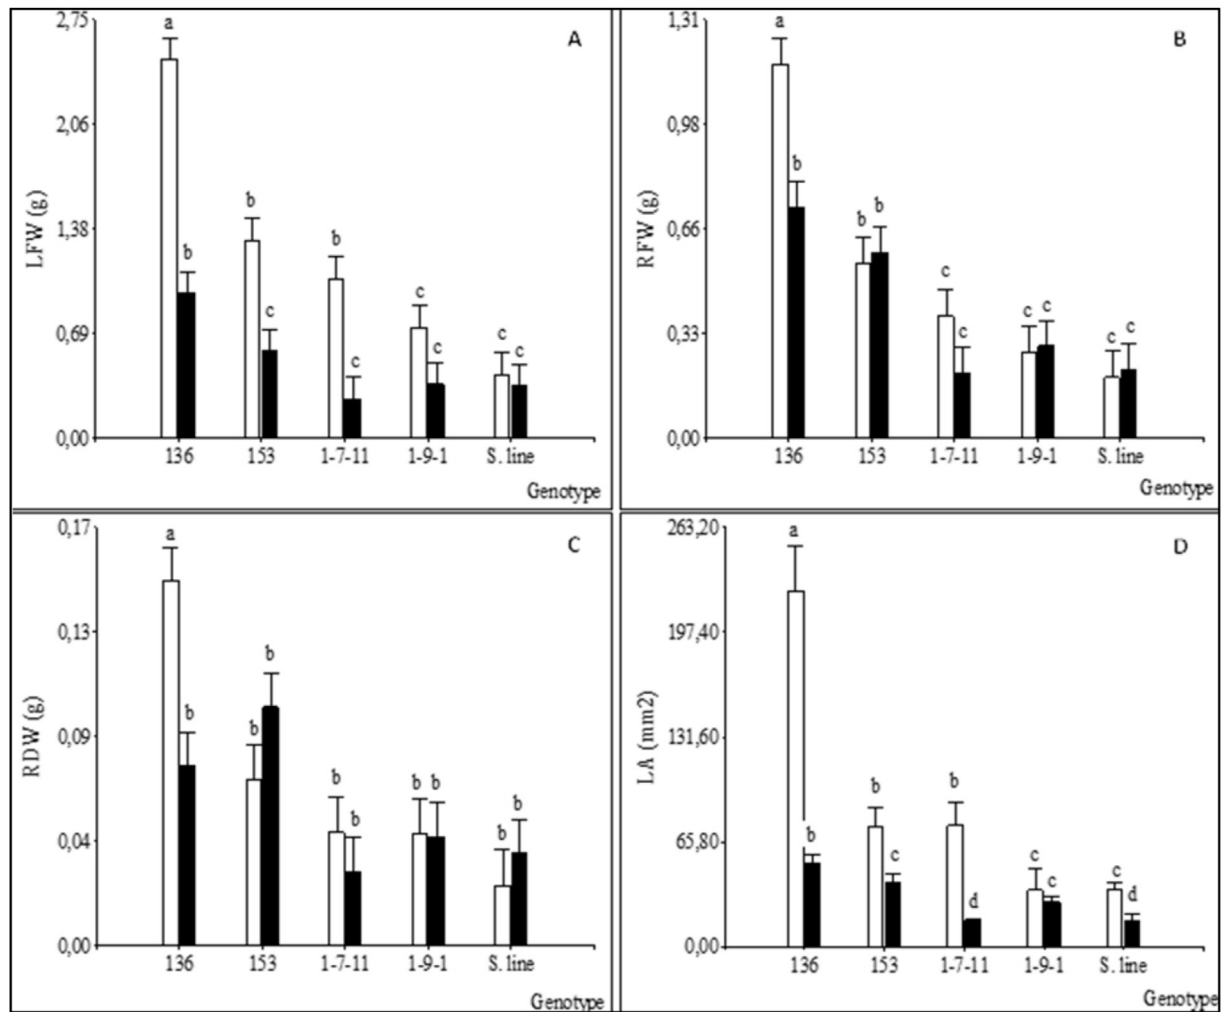 2,75
a
A
2,06
b
b
LFW (g)
1,38
b
c
c
0,69
c
c
c
c
0,00
136 153 1-7-11 1-9-1 S. line
Genotype
1,31
a
B
0,98
b
RFW (g)
b b
0,66
c
c
c c
c c
0,33
0,00
136 153 1-7-11 1-9-1 S. line
Genotype
0,17
a
C
0,13
b
b
b
RDW (g)
0,09
b
b
b b
b
b
0,04
0,00
136 153 1-7-11 1-9-1 S. line
Genotype
263,20
a
D
197,40
LA (mm2)
131,60
b b
b
65,80
c
c
c
c
d
d
0,00
136 153 1-7-11 1-9-1 S. line
Genotype